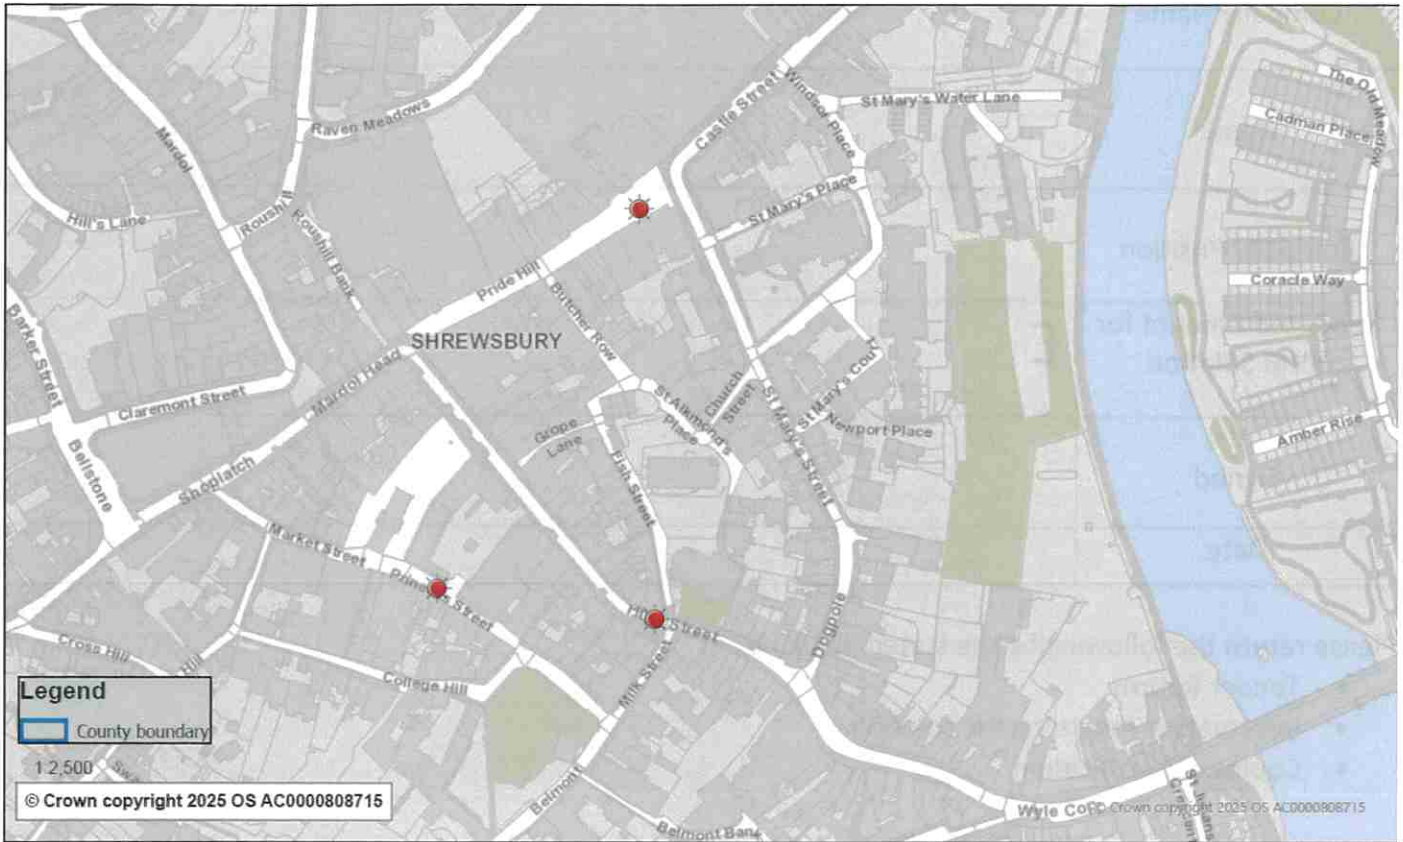 Mardol
Raven Meadows
Castle Street
Windsor Place
St Mary's Water Lane
The Old Meadow
Cadman Place
Hill's Lane
Roushill
Roushill Bank
St Mary's Place
Pride Hill
Butcher Row
Coracle Way
Barker Street
SHREWSBURY
Mardol Head
Claremont Street
Church
Street
St Alkmond's
Place
St Mary's Court
Newport Place
St Mary's Street
Amber Rise
Grope
Lane
Fish Street
Bellstone
Shoplatch
Market Street
Street
Street
Dogpole
Milk Street
Cross Hill
Hill
College Hill
Legend
County boundary
1:2,500
© Crown copyright 2025 OS AC0000808715
Belmont
Belmont Bank
Wyle Cop
© Crown copyright 2025 OS AC0000808715